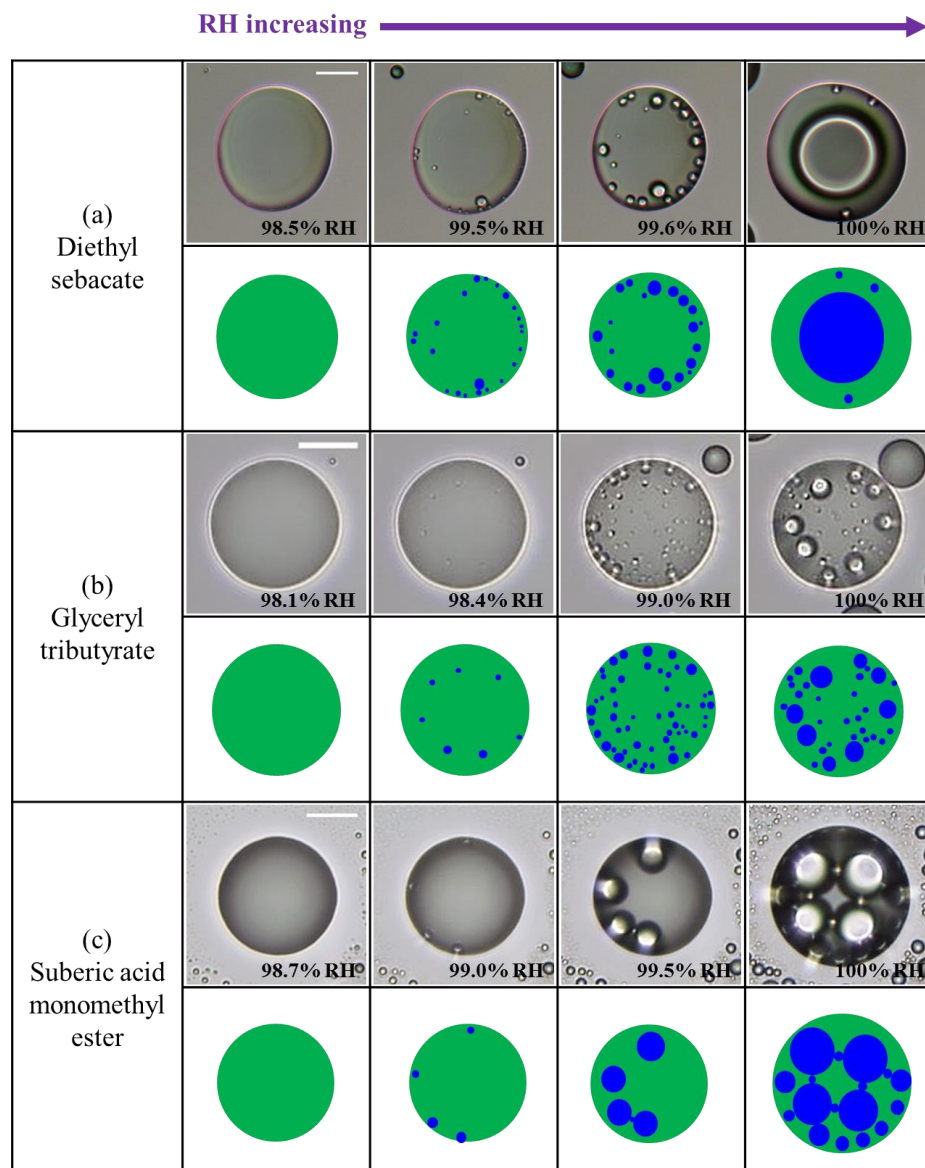 RH increasing
(a)
Diethyl
sebacate
98.5% RH
99.5% RH
99.6% RH
100% RH
(b)
Glyceryl
tributyrate
98.1% RH
98.4% RH
99.0% RH
100% RH
(c)
Suberic acid
monomethyl
ester
98.7% RH
99.0% RH
99.5% RH
100% RH